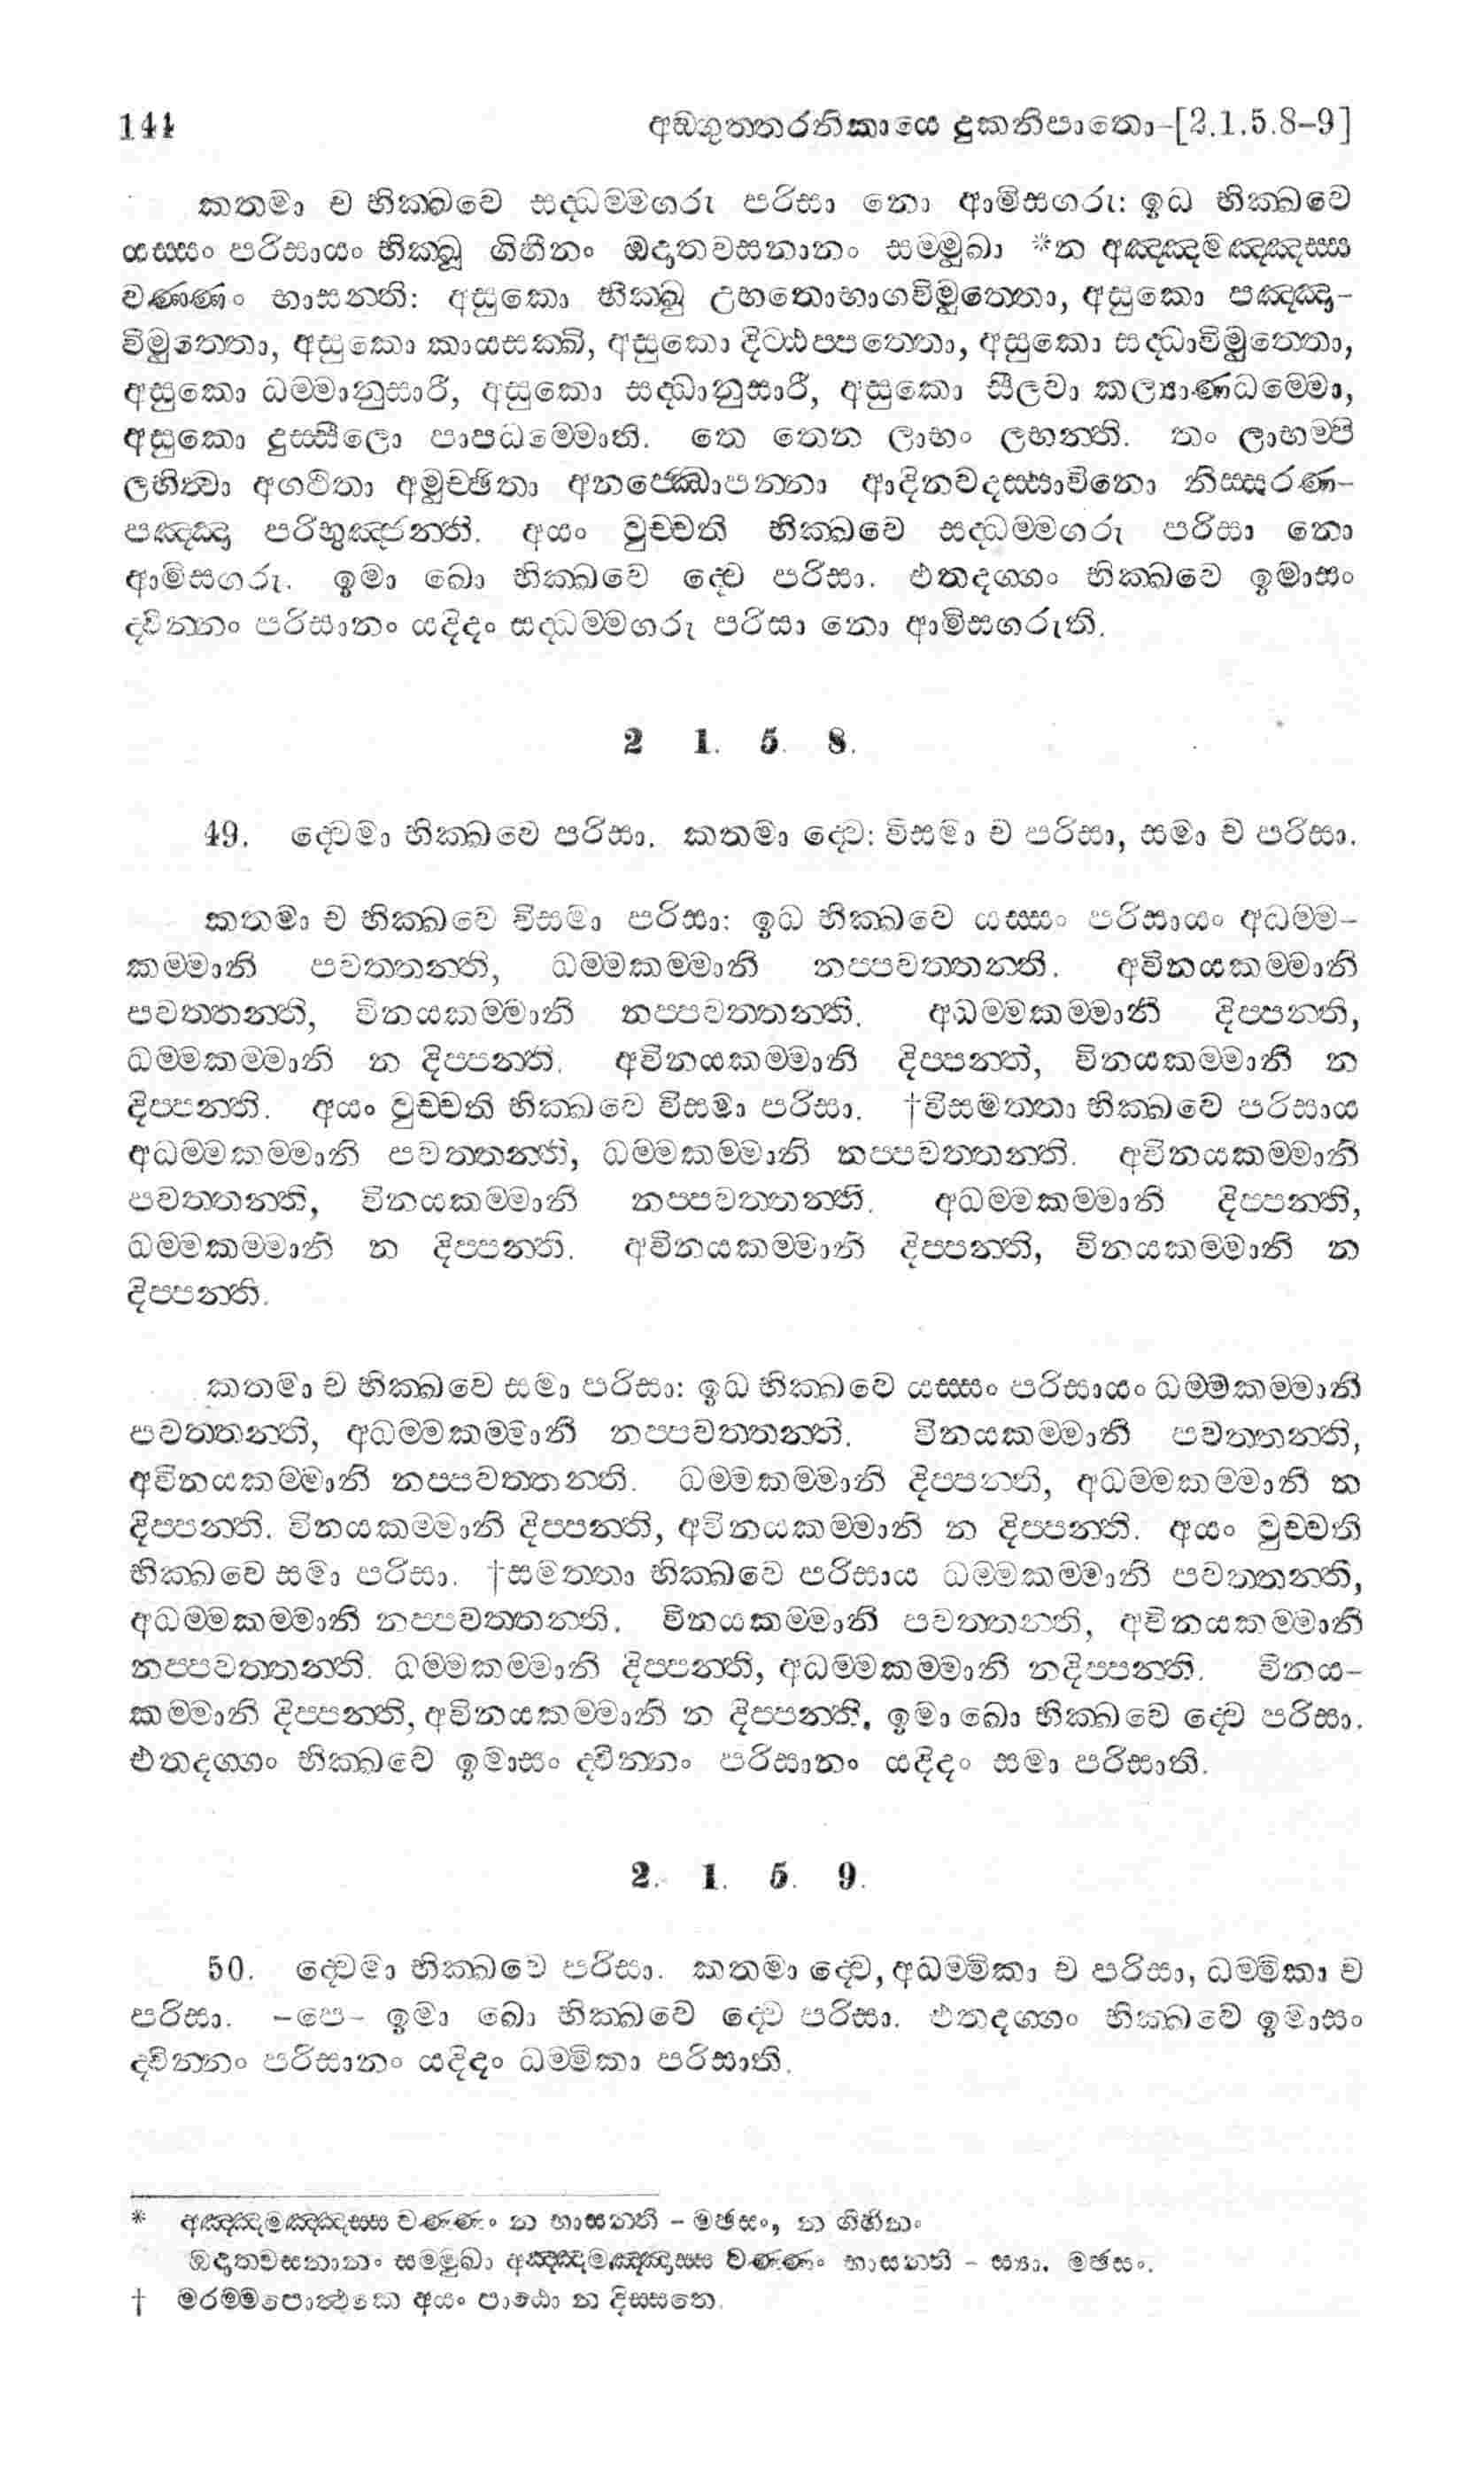 144 අඞගුත්තරනිකායෙ දුකනිපාතො-[2.1.5.8-9]
කතමා ච භික්ඛවෙ සද්ධම්මගරු පරිසා නො ආමිසගරු: ඉධ භික්ඛවෙ
යස්සං පරිසායං භික්ඛූ ගිහීනං ඔදාතවසනානං සම්මුඛා *න අඤ්ඤමඤ්ඤස්ස
වණ්ණං භාසන්ති: අසුකො භික්ඛු උභතොභාගවිමුත්තො, අසුකො පඤ්ඤා-
විමුත්තො, අසුකො කායසක්ඛි, අසුකො දිට්ඨප්පත්තො, අසුකො සද්ධාවිමුත්තො,
අසුකො ධම්මානුසාරී, අසුකො සද්ධානුසාරී, අසුකො සීලවා කල්‍යාණධම්මො,
අසුකො දුස්සීලො පාපධම්මොති. තෙ තෙන ලාභං ලභන්ති. තං ලාභම්පි
ලභිත්වා අගථිතා අමුච්ඡිතා අනජ්ඣොපන්නා ආදීනවදස්සාවිනො නිස්සරණ-
පඤ්ඤා පරිභුඤ්ජන්ති. අයං වුච්චති භික්ඛවෙ සද්ධම්මගරු පරිසා නො
ආමිසගරු. ඉමා ඛො භික්ඛවෙ ද්වෙ පරිසා. එතදග්ගං භික්ඛවෙ ඉමාසං
ද්වින්නං පරිසානං යදිදං සද්ධම්මගරු පරිසා නො ආමිසගරුති.
2 1. 5. 8.
49. ද්වෙමා භික්ඛවෙ පරිසා. කතමා ද්වෙ: විසමා ච පරිසා, සමා ච පරිසා.
කතමා ච භික්ඛවෙ විසමා පරිසා: ඉධ භික්ඛවෙ යස්සං පරිසායං අධම්ම-
කම්මානි පවත්තන්ති, ධම්මකම්මානි නප්පවත්තන්ති. අවිනයකම්මානි
පවත්තන්ති, විනයකම්මානි නප්පවත්තන්ති. අධම්මකම්මානි දිප්පන්ති,
ධම්මකම්මානි න දිප්පන්ති. අවිනයකම්මානි දිප්පන්ති, විනයකම්මානි න
දිප්පන්ති. අයං වුච්චති භික්ඛවෙ විසමා පරිසා. †විසමත්තා භික්ඛවෙ පරිසාය
අධම්මකම්මානි පවත්තන්ති, ධම්මකම්මානි නප්පවත්තන්ති. අවිනයකම්මානි
පවත්තන්ති, විනයකම්මානි නප්පවත්තන්ති. අධම්මකම්මානි දිප්පන්ති,
ධම්මකම්මානි න දිප්පන්ති. අවිනයකම්මානි දිප්පන්ති, විනයකම්මානි න
දිප්පන්ති.
කතමා ච භික්ඛවෙ සමා පරිසා: ඉධ භික්ඛවෙ යස්සං පරිසායං ධම්මකම්මානි
පවත්තන්ති, අධම්මකම්මානි නප්පවත්තන්ති. විනයකම්මානි පවත්තන්ති,
අවිනයකම්මානි නප්පවත්තන්ති. ධම්මකම්මානි දිප්පන්ති, අධම්මකම්මානි න
දිප්පන්ති. විනයකම්මානි දිප්පන්ති, අවිනයකම්මානි න දිප්පන්ති. අයං වුච්චති
භික්ඛවෙ සමා පරිසා. †සමත්තා භික්ඛවෙ පරිසාය ධම්මකම්මානි පවත්තන්ති,
අධම්මකම්මානි නප්පවත්තන්ති. විනයකම්මානි පවත්තන්ති, අවිනයකම්මානි
නප්පවත්තන්ති. ධම්මකම්මානි දිප්පන්ති, අධම්මකම්මානි නදිප්පන්ති. විනය-
කම්මානි දිප්පන්ති, අවිනයකම්මානි න දිප්පන්ති. ඉමා ඛො භික්ඛවෙ ද්වෙ පරිසා.
එතදග්ගං භික්ඛවෙ ඉමාසං ද්වින්නං පරිසානං යදිදං සමා පරිසාති.
2. 1. 5. 9.
50. ද්වෙමා භික්ඛවෙ පරිසා. කතමා ද්වෙ, අධම්මිකා ච පරිසා, ධම්මිකා ච
පරිසා. -පෙ- ඉමා ඛො භික්ඛවෙ ද්වෙ පරිසා. එතදග්ගං භික්ඛවෙ ඉමාසං
ද්වින්නං පරිසානං යදිදං ධම්මිකා පරිසාති.
* අඤ්ඤමඤ්ඤස්ස වණ්ණං න භාසන්ති - මඡසං, න ගිහීනං
ඔදාතවසනානං සම්මුඛා අඤ්ඤමඤ්ඤස්ස වණ්ණං භාසන්ති - ස්‍යා. මඡසං.
† මරම්මපොත්ථකෙ අයං පාඨො න දිස්සතෙ.